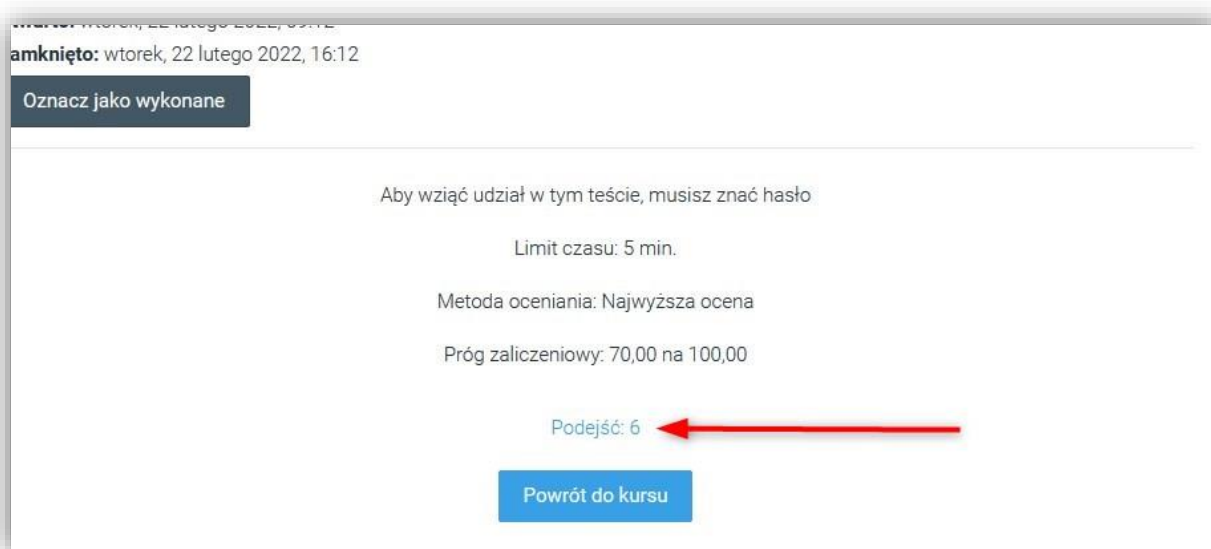 amknięto: wtorek, 22 lutego 2022, 16:12
Oznacz jako wykonane
Aby wziąć udział w tym teście, musisz znać hasło
Limit czasu: 5 min.
Metoda oceniania: Najwyższa ocena
Próg zaliczeniowy: 70,00 na 100,00
Podejść: 6
Powrót do kursu